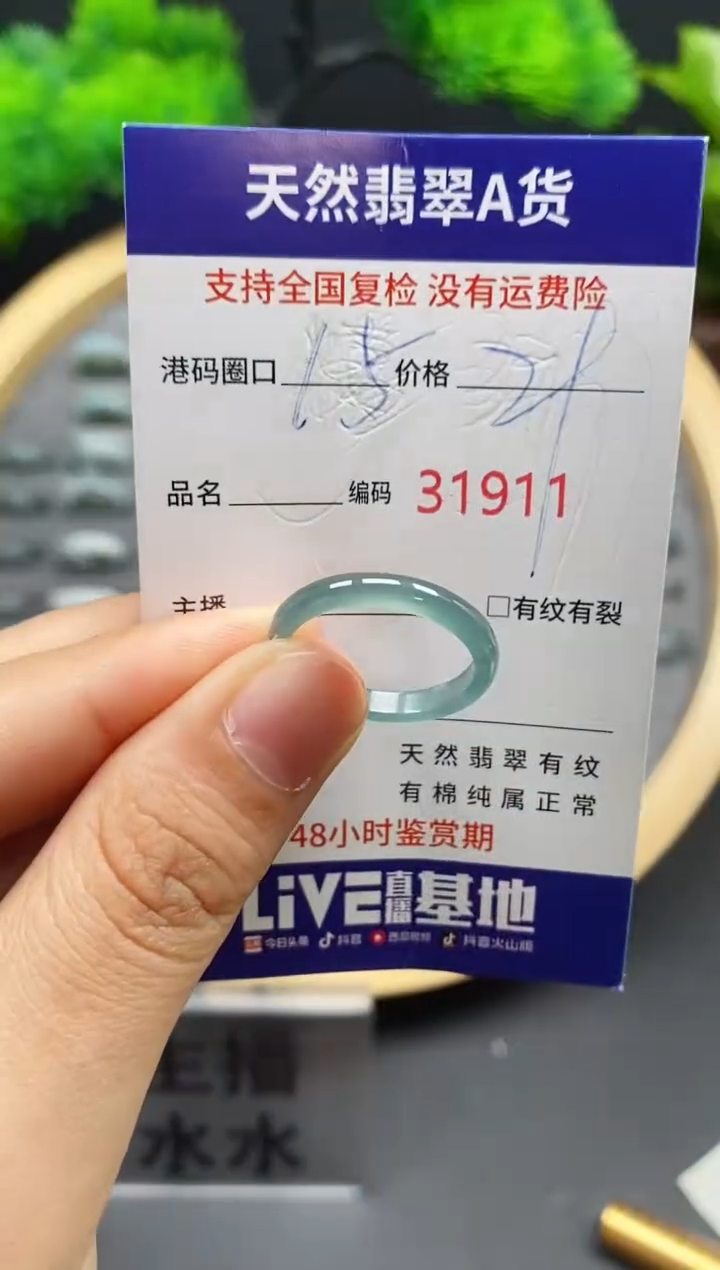 天然翡翠A货
支持全国复检 没有运费险
港码圈口 15 价格
品名 编码 31911
主播 □有纹有裂
天然翡翠有纹
有棉纯属正常
48小时鉴赏期
LiVE直播基地
今日头条 抖音 西瓜视频 抖音火山版
主播
水水